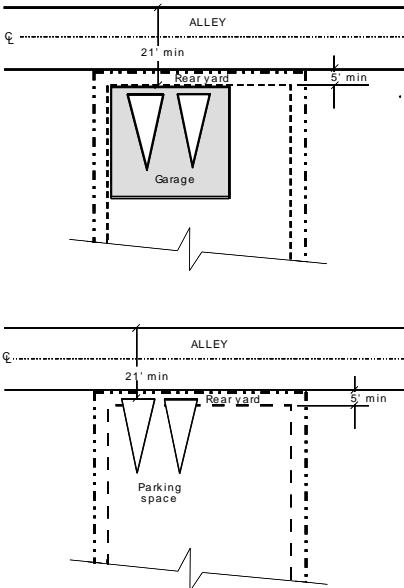 ALLEY
℄
21' min
Rear yard
5' min
Garage
ALLEY
℄
21' min
Rear yard
5' min
Parking
space